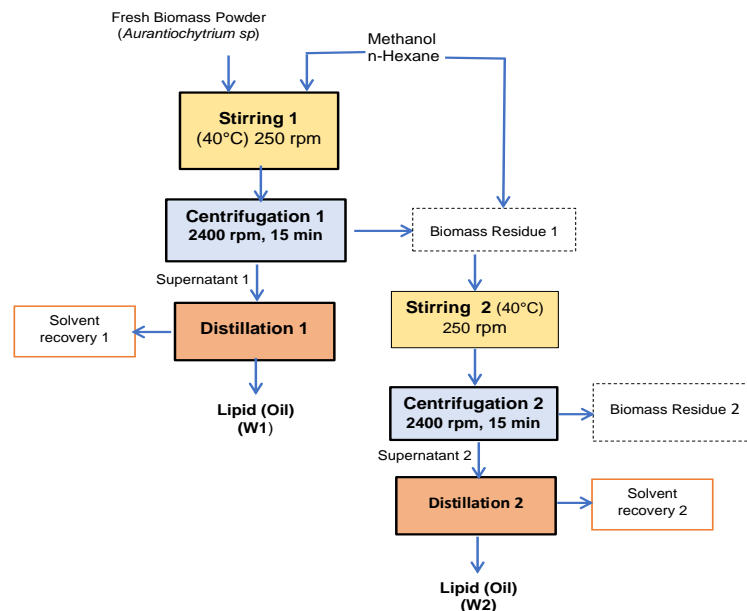 Fresh Biomass Powder
(Aurantiochytrium sp)
Methanol
n-Hexane
Stirring 1
(40°C) 250 rpm
Centrifugation 1
2400 rpm, 15 min
Biomass Residue 1
Supernatant 1
Stirring 2 (40°C)
250 rpm
Solvent
recovery 1
Distillation 1
Lipid (Oil)
(W1)
Centrifugation 2
2400 rpm, 15 min
Biomass Residue 2
Supernatant 2
Distillation 2
Solvent
recovery 2
Lipid (Oil)
(W2)